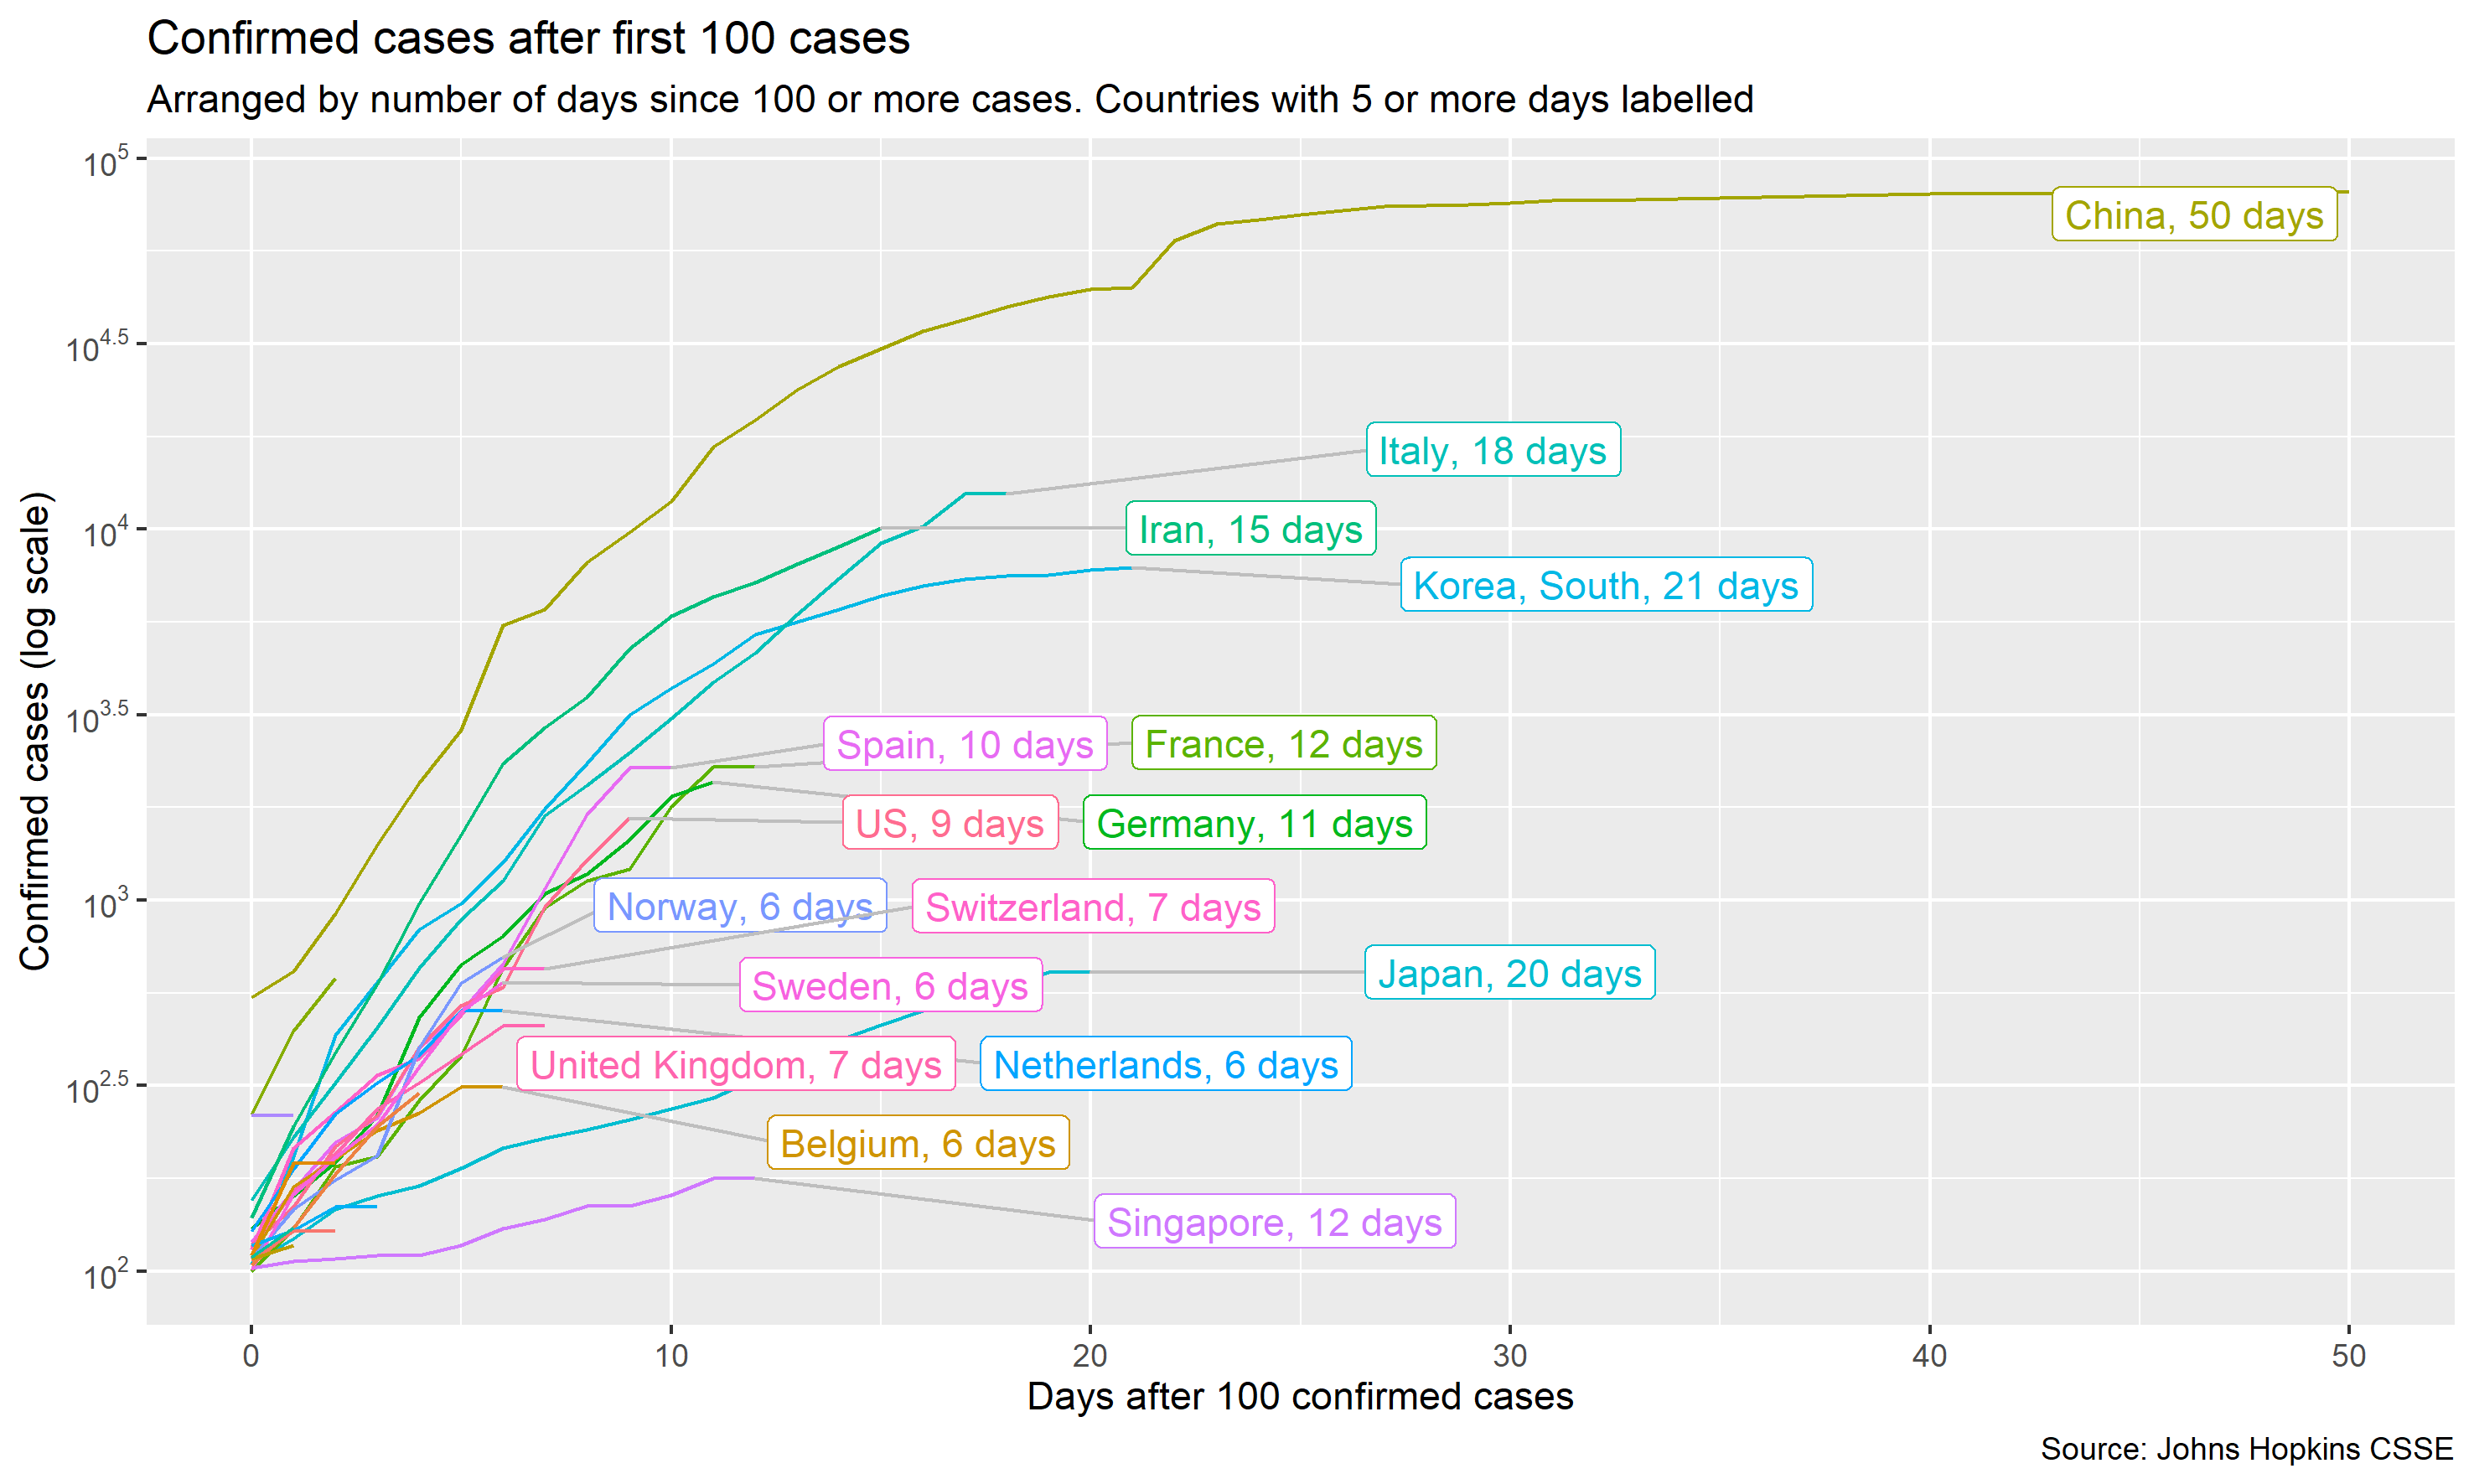 Confirmed cases after first 100 cases
Arranged by number of days since 100 or more cases. Countries with 5 or more days labelled
Confirmed cases (log scale)
10^5
10^4.5
10^4
10^3.5
10^3
10^2.5
10^2
China, 50 days
Italy, 18 days
Iran, 15 days
Korea, South, 21 days
Spain, 10 days
France, 12 days
US, 9 days
Germany, 11 days
Norway, 6 days
Switzerland, 7 days
Sweden, 6 days
Japan, 20 days
United Kingdom, 7 days
Netherlands, 6 days
Belgium, 6 days
Singapore, 12 days
0 10 20 30 40 50
Days after 100 confirmed cases
Source: Johns Hopkins CSSE